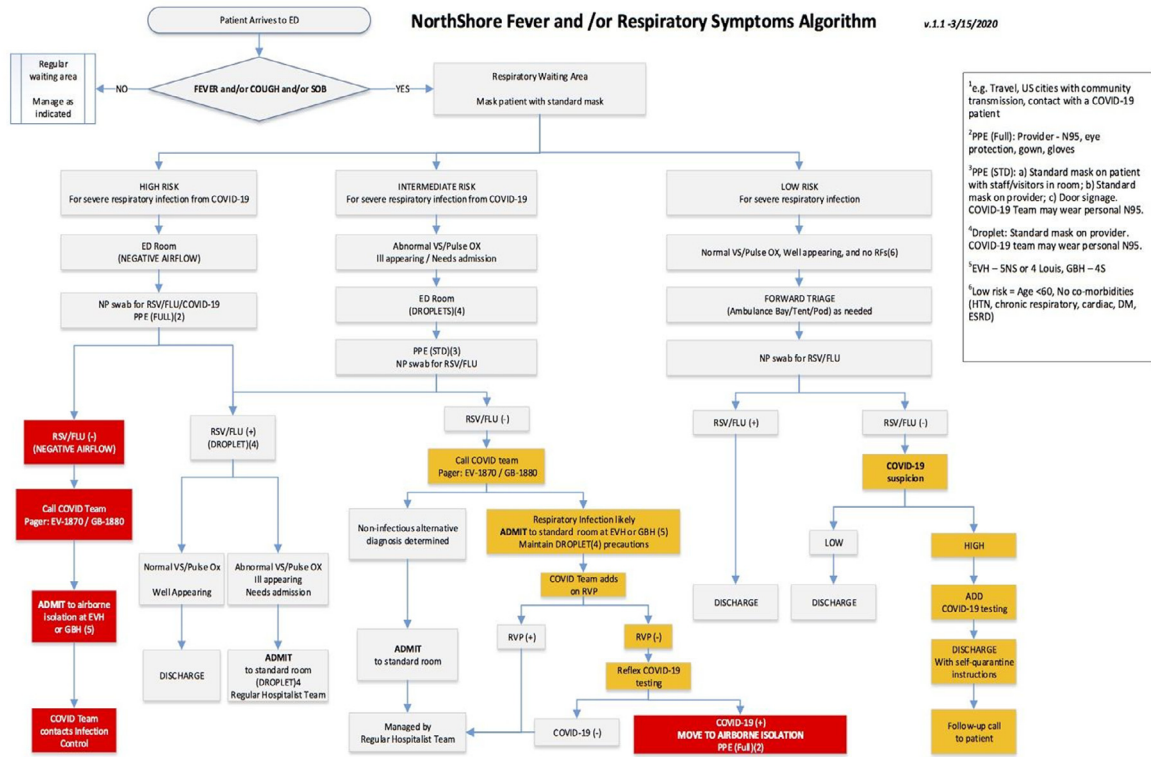 NorthShore Fever and /or Respiratory Symptoms Algorithm
v.1.1 -3/15/2020
Patient Arrives to ED
Regular
waiting area
Manage as
indicated
NO
FEVER and/or COUGH and/or SOB
YES
Respiratory Waiting Area
Mask patient with standard mask
1e.g. Travel, US cities with community
transmission, contact with a COVID-19
patient
2PPE (Full): Provider - N95, eye
protection, gown, gloves
3PPE (STD): a) Standard mask on patient
with staff/visitors in room; b) Standard
mask on provider; c) Door signage.
COVID-19 Team may wear personal N95.
4Droplet: Standard mask on provider.
COVID-19 team may wear personal N95.
5EVH – 5NS or 4 Louis, GBH – 4S
6Low risk = Age <60, No co-morbidities
(HTN, chronic respiratory, cardiac, DM,
ESRD)
HIGH RISK
For severe respiratory infection from COVID-19
ED Room
(NEGATIVE AIRFLOW)
NP swab for RSV/FLU/COVID-19
PPE (FULL)(2)
INTERMEDIATE RISK
For severe respiratory infection from COVID-19
Abnormal VS/Pulse OX
Ill appearing / Needs admission
ED Room
(DROPLETS)(4)
PPE (STD)(3)
NP swab for RSV/FLU
LOW RISK
For severe respiratory infection
Normal VS/Pulse OX, Well appearing, and no RFs(6)
FORWARD TRIAGE
(Ambulance Bay/Tent/Pod) as needed
NP swab for RSV/FLU
RSV/FLU (-)
(NEGATIVE AIRFLOW)
Call COVID Team
Pager: EV-1870 / GB-1880
ADMIT to airborne
isolation at EVH
or GBH (5)
COVID Team
contacts Infection
Control
RSV/FLU (+)
(DROPLET)(4)
Normal VS/Pulse Ox
Well Appearing
DISCHARGE
Abnormal VS/Pulse OX
Ill appearing
Needs admission
ADMIT
to standard room
(DROPLET)4
Regular Hospitalist Team
RSV/FLU (-)
Call COVID team
Pager: EV-1870 / GB-1880
Non-infectious alternative
diagnosis determined
ADMIT
to standard room
Managed by
Regular Hospitalist Team
Respiratory Infection likely
ADMIT to standard room at EVH or GBH (5)
Maintain DROPLET(4) precautions
COVID Team adds
on RVP
RVP (+)
RVP (-)
Reflex COVID-19
testing
COVID-19 (-)
COVID-19 (+)
MOVE TO AIRBORNE ISOLATION
PPE (Full)(2)
RSV/FLU (+)
DISCHARGE
RSV/FLU (-)
COVID-19
suspicion
LOW
DISCHARGE
HIGH
ADD
COVID-19 testing
DISCHARGE
With self-quarantine
instructions
Follow-up call
to patient